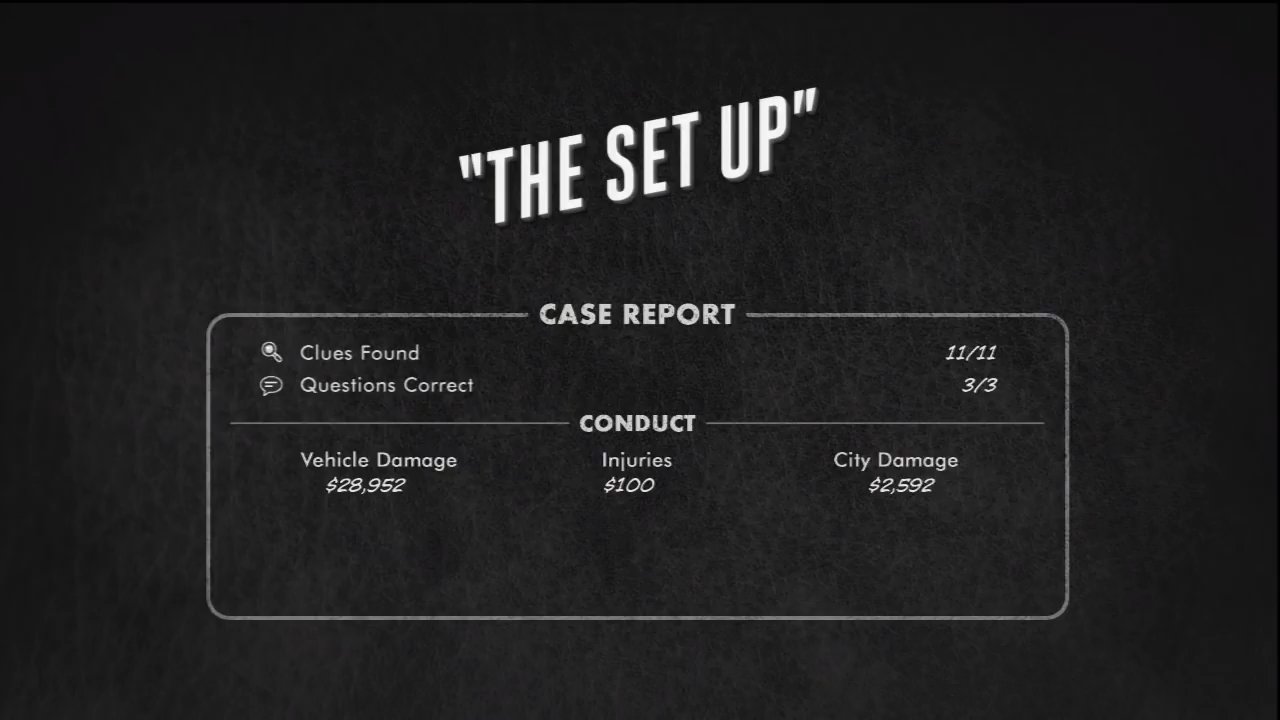 "THE SET UP"
CASE REPORT
Clues Found 11/11
Questions Correct 3/3
CONDUCT
Vehicle Damage Injuries City Damage
$28,952 $100 $2,592